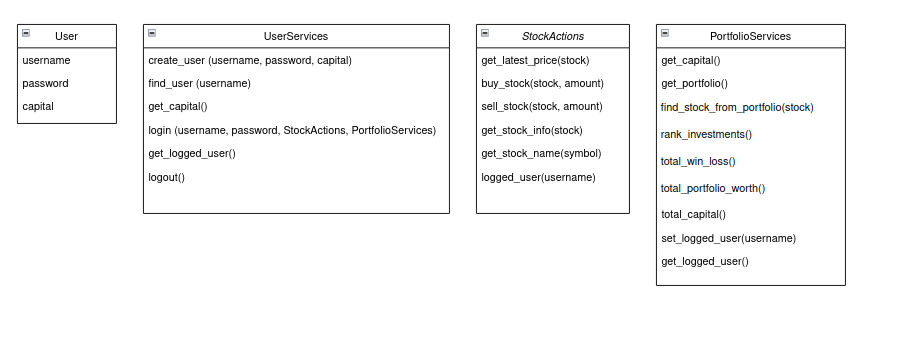 User
username
password
capital
UserServices
create_user (username, password, capital)
find_user (username)
get_capital()
login (username, password, StockActions, PortfolioServices)
get_logged_user()
logout()
StockActions
get_latest_price(stock)
buy_stock(stock, amount)
sell_stock(stock, amount)
get_stock_info(stock)
get_stock_name(symbol)
logged_user(username)
PortfolioServices
get_capital()
get_portfolio()
find_stock_from_portfolio(stock)
rank_investments()
total_win_loss()
total_portfolio_worth()
total_capital()
set_logged_user(username)
get_logged_user()